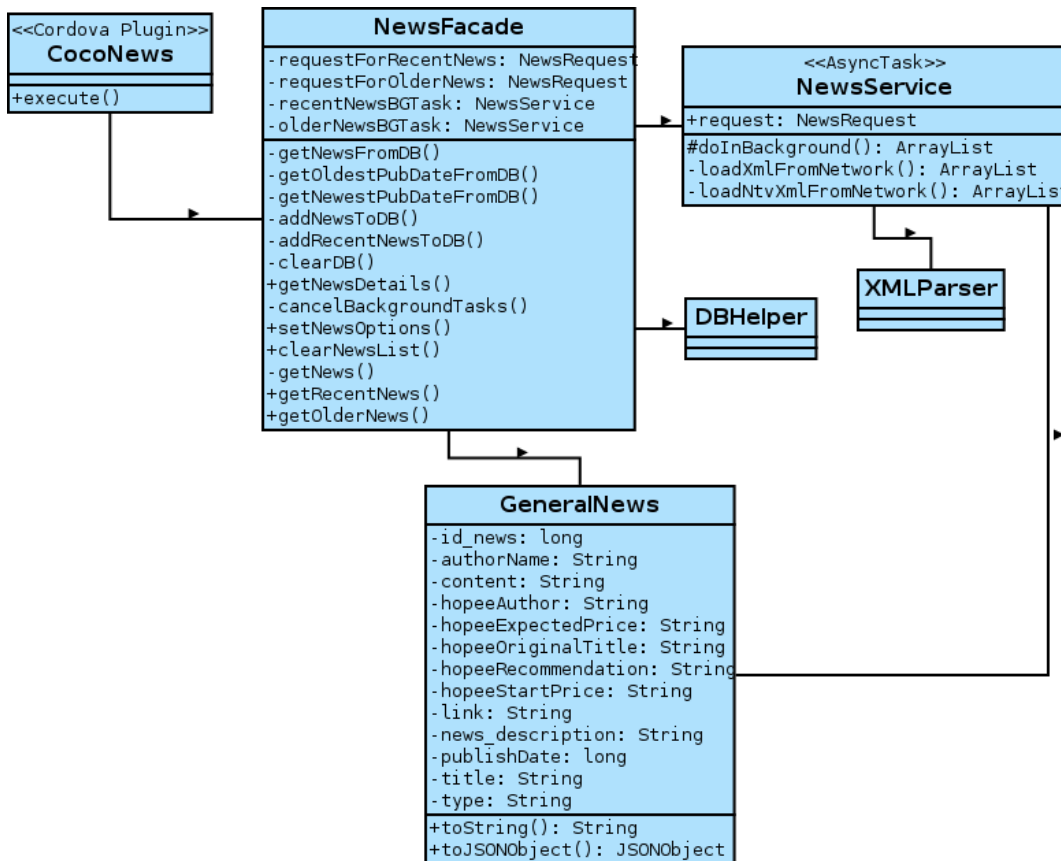 <<Cordova Plugin>>
CocoNews
+execute()
NewsFacade
-requestForRecentNews: NewsRequest
-requestForOlderNews: NewsRequest
-recentNewsBGTask: NewsService
-olderNewsBGTask: NewsService
-getNewsFromDB()
-getOldestPubDateFromDB()
-getNewestPubDateFromDB()
-addNewsToDB()
-addRecentNewsToDB()
-clearDB()
+getNewsDetails()
-cancelBackgroundTasks()
+setNewsOptions()
+clearNewsList()
-getNews()
+getRecentNews()
+getOlderNews()
<<AsyncTask>>
NewsService
+request: NewsRequest
#doInBackground(): ArrayList
-loadXmlFromNetwork(): ArrayList
-loadNtvXmlFromNetwork(): ArrayList
XMLParser
DBHelper
GeneralNews
-id_news: long
-authorName: String
-content: String
-hopeeAuthor: String
-hopeeExpectedPrice: String
-hopeeOriginalTitle: String
-hopeeRecommendation: String
-hopeeStartPrice: String
-link: String
-news_description: String
-publishDate: long
-title: String
-type: String
+toString(): String
+toJSONObject(): JSONObject